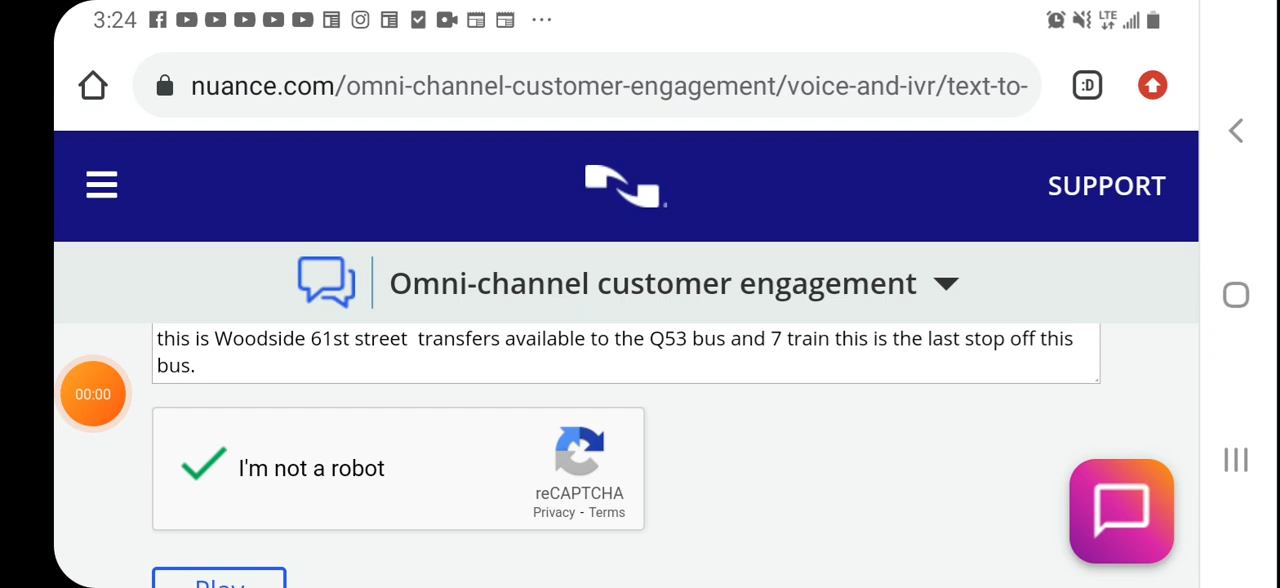 3:24
LTE
nuance.com/omni-channel-customer-engagement/voice-and-ivr/text-to-
:D
SUPPORT
Omni-channel customer engagement
this is Woodside 61st street  transfers available to the Q53 bus and 7 train this is the last stop off this
bus.
00:00
I'm not a robot
reCAPTCHA
Privacy - Terms
Play